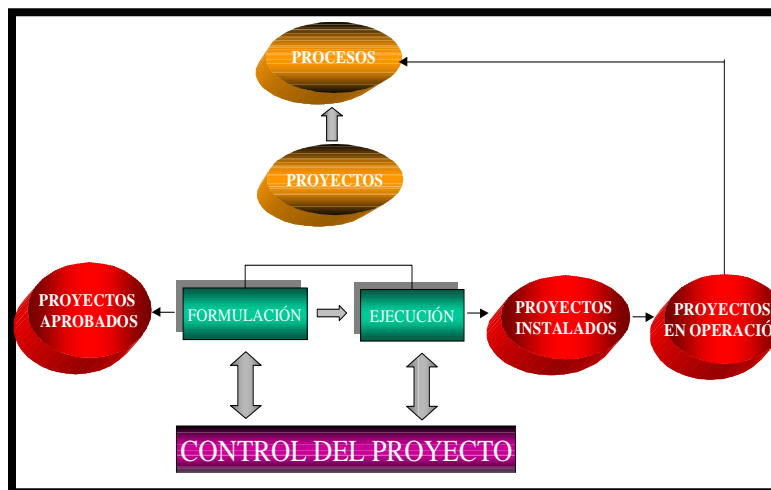 PROCESOS
PROYECTOS
PROYECTOS
APROBADOS
FORMULACIÓN
EJECUCIÓN
PROYECTOS
INSTALADOS
PROYECTOS
EN OPERACIÓ
CONTROL DEL PROYECTO